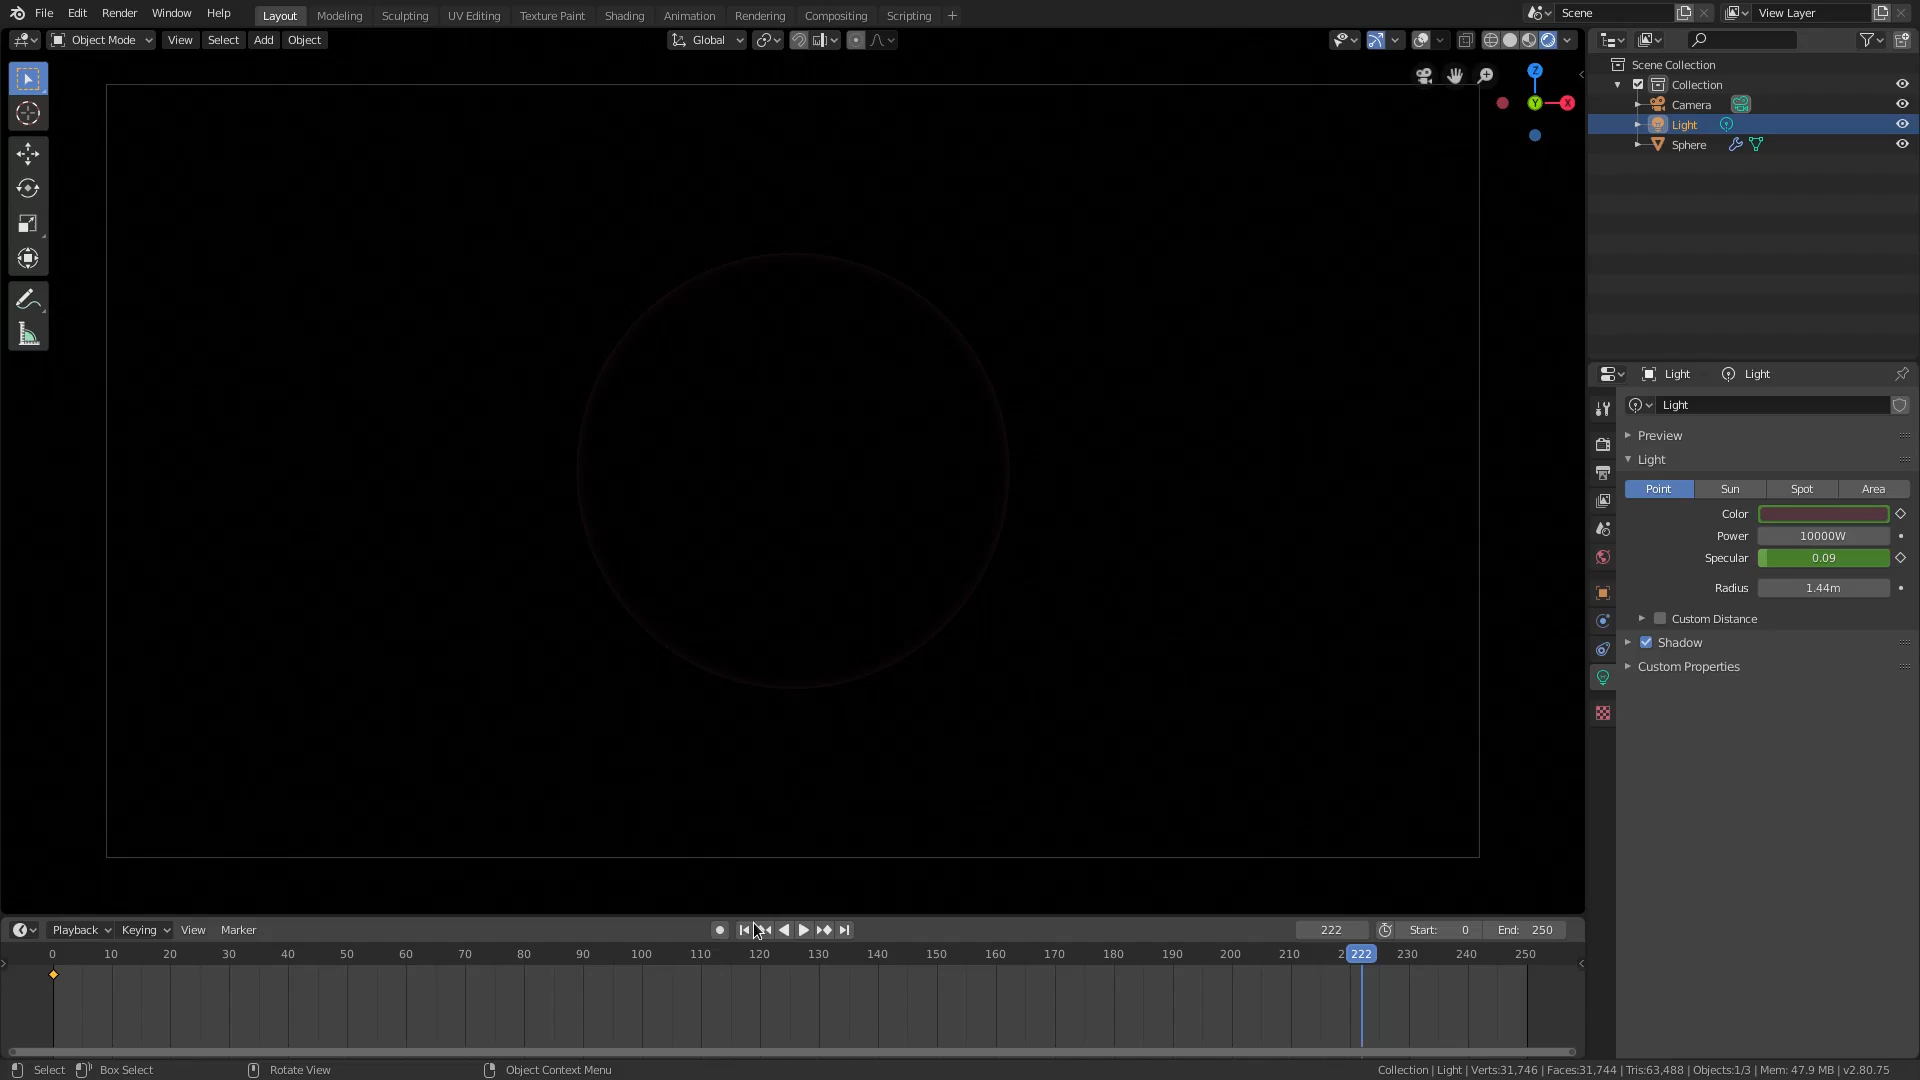 File Edit Render Window Help Layout Modeling Sculpting UV Editing Texture Paint Shading Animation Rendering Compositing Scripting + Scene View Layer
Object Mode View Select Add Object Global
Z
Y X
Scene Collection
Collection
Camera
Light
Sphere
Light Light
Light
Preview
Light
Point Sun Spot Area
Color
Power 10000W
Specular 0.09
Radius 1.44m
Custom Distance
Shadow
Custom Properties
Playback Keying View Marker 222 Start: 0 End: 250
0 10 20 30 40 50 60 70 80 90 100 110 120 130 140 150 160 170 180 190 200 210 2 222 230 240 250
Select Box Select Rotate View Object Context Menu Collection | Light | Verts:31,746 | Faces:31,744 | Tris:63,488 | Objects:1/3 | Mem: 47.9 MB | v2.80.75